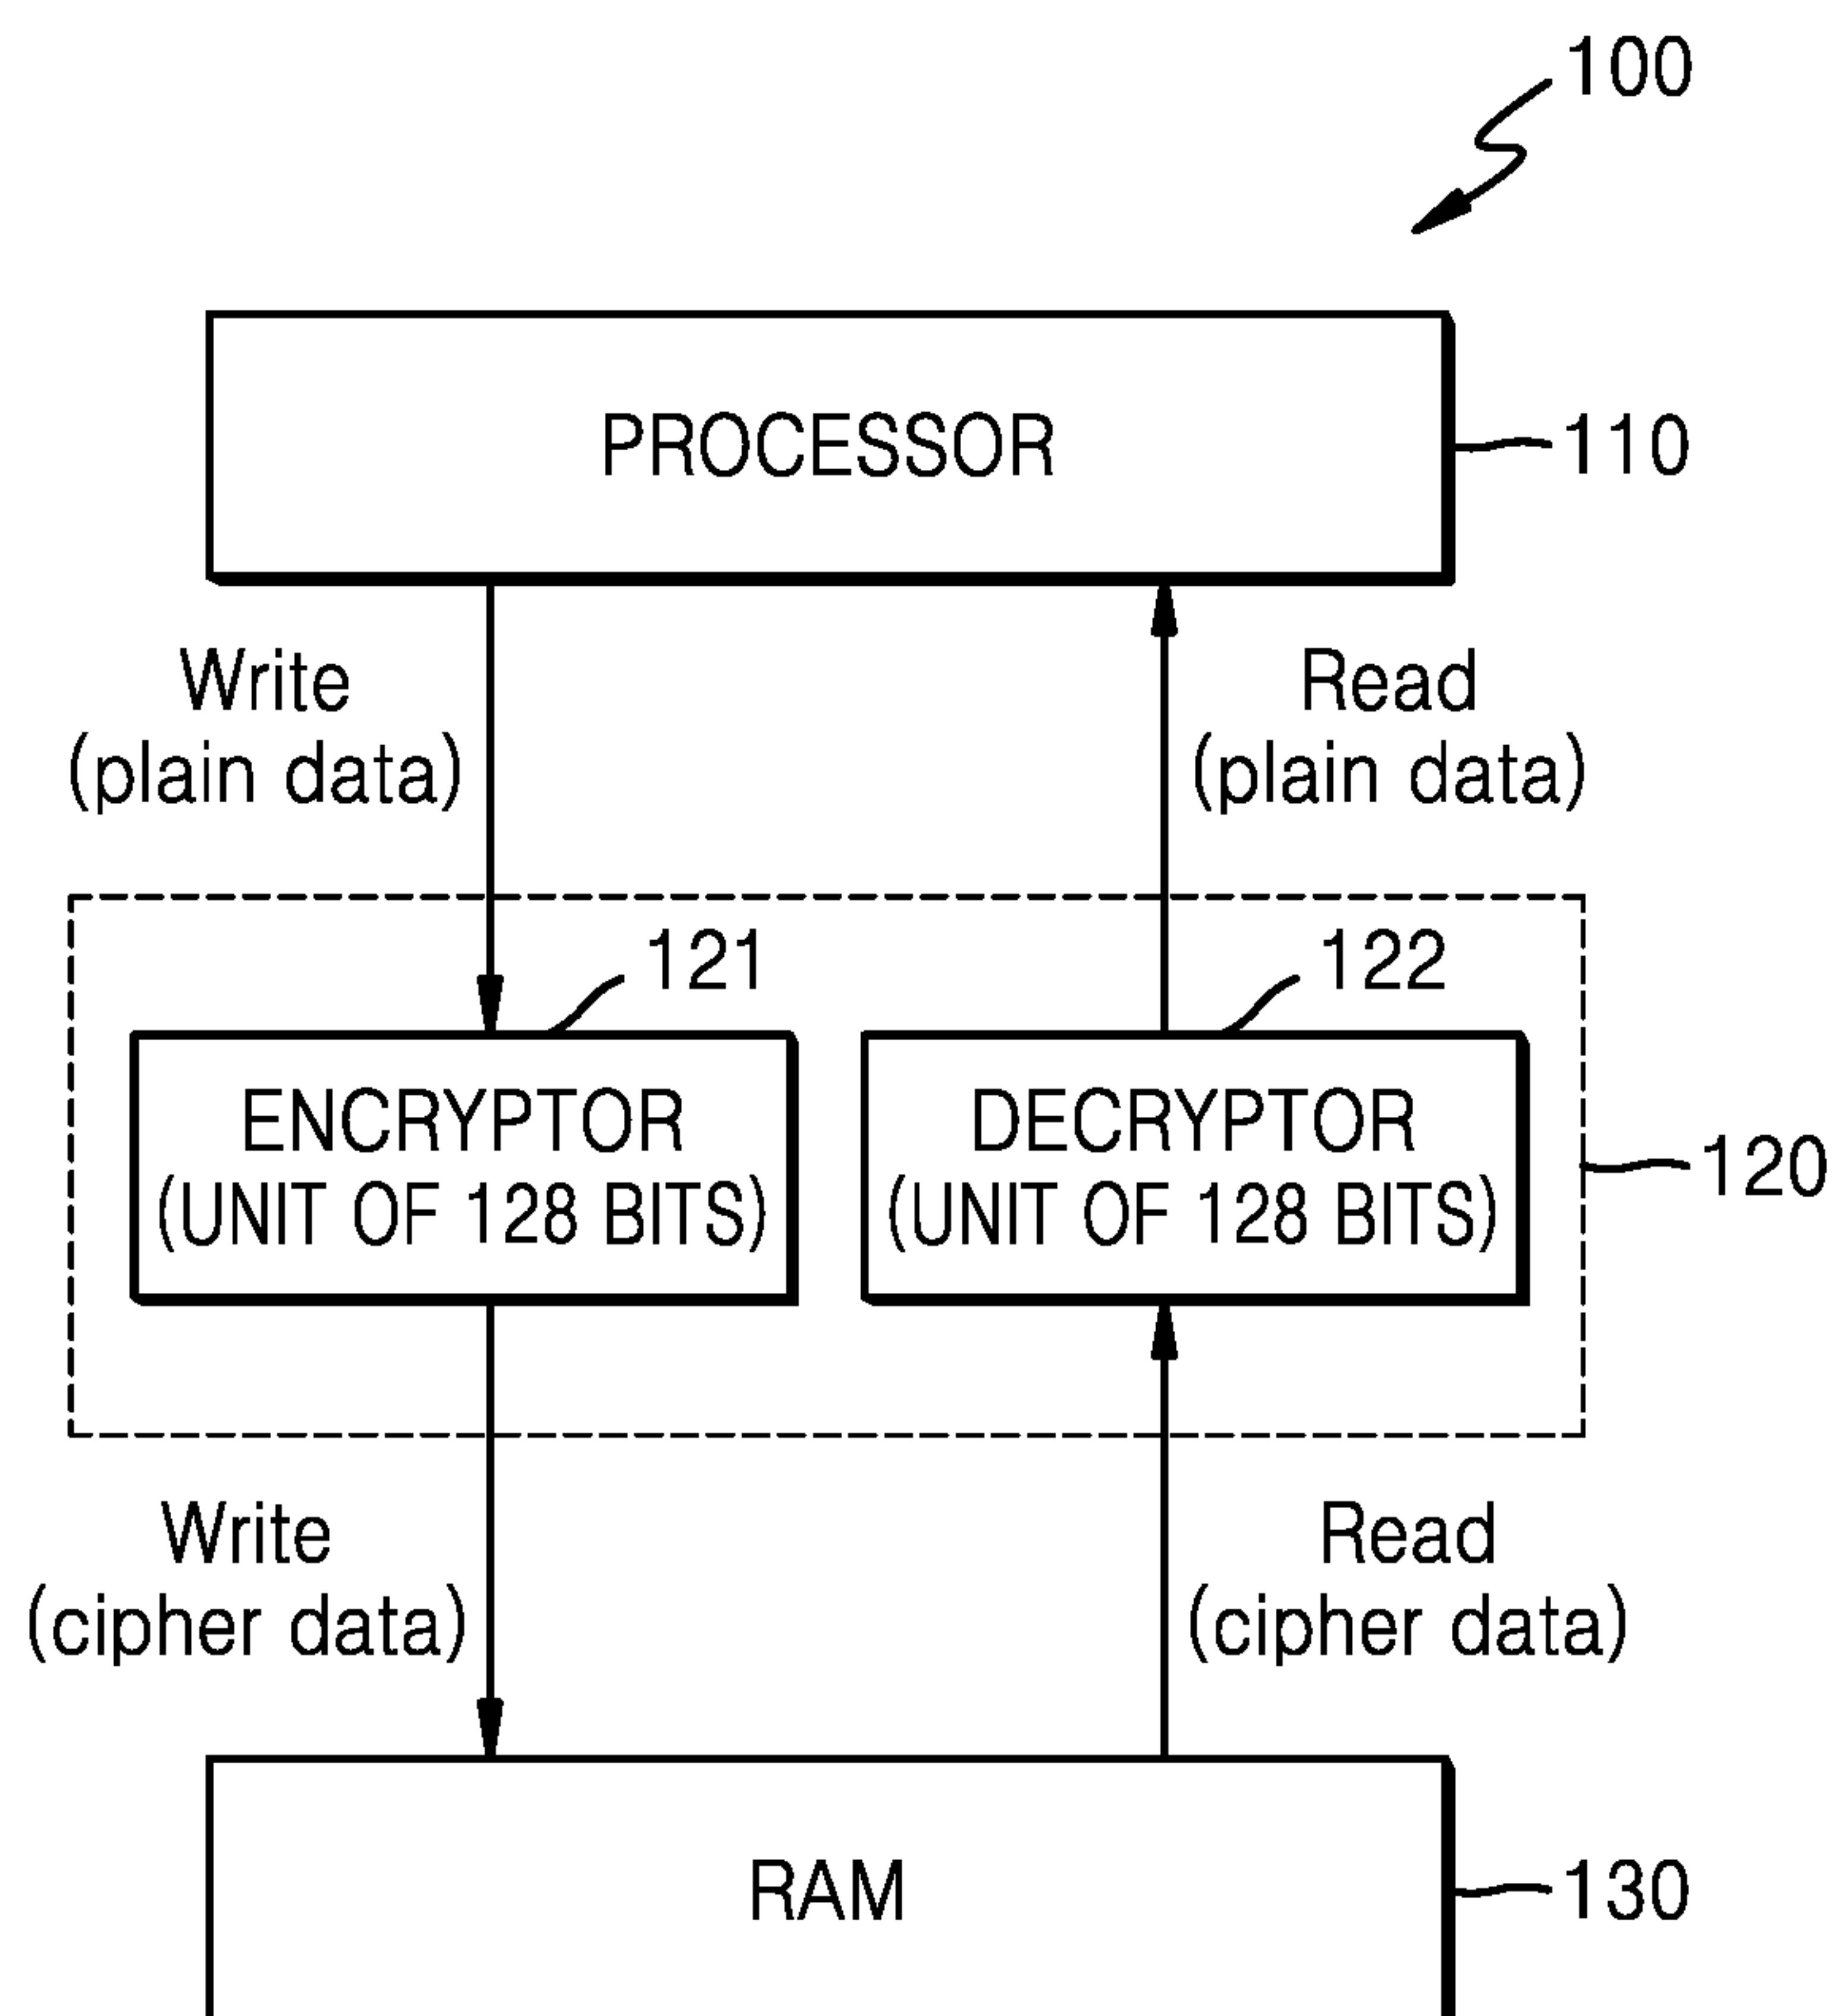 100
PROCESSOR
110
Write
(plain data)
Read
(plain data)
121
122
ENCRYPTOR
(UNIT OF 128 BITS)
DECRYPTOR
(UNIT OF 128 BITS)
120
Write
(cipher data)
Read
(cipher data)
RAM
130